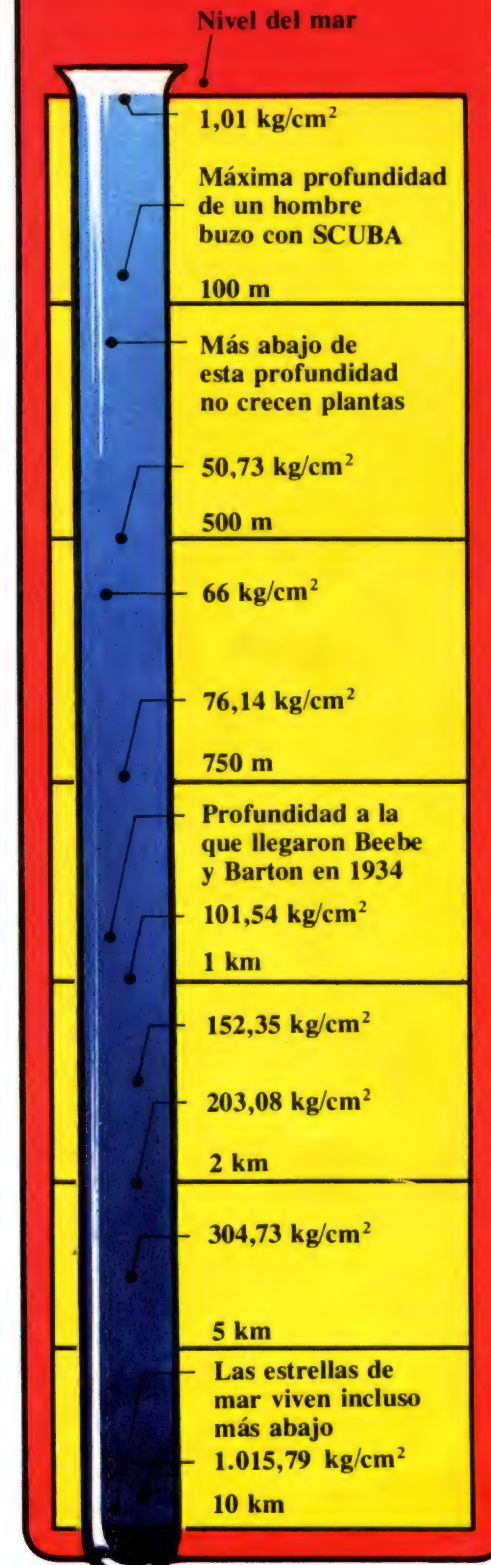 Nivel del mar
1,01 kg/cm²
Máxima profundidad
de un hombre
buzo con SCUBA
100 m
Más abajo de
esta profundidad
no crecen plantas
50,73 kg/cm²
500 m
66 kg/cm²
76,14 kg/cm²
750 m
Profundidad a la
que llegaron Beebe
y Barton en 1934
101,54 kg/cm²
1 km
152,35 kg/cm²
203,08 kg/cm²
2 km
304,73 kg/cm²
5 km
Las estrellas de
mar viven incluso
más abajo
1.015,79 kg/cm²
10 km